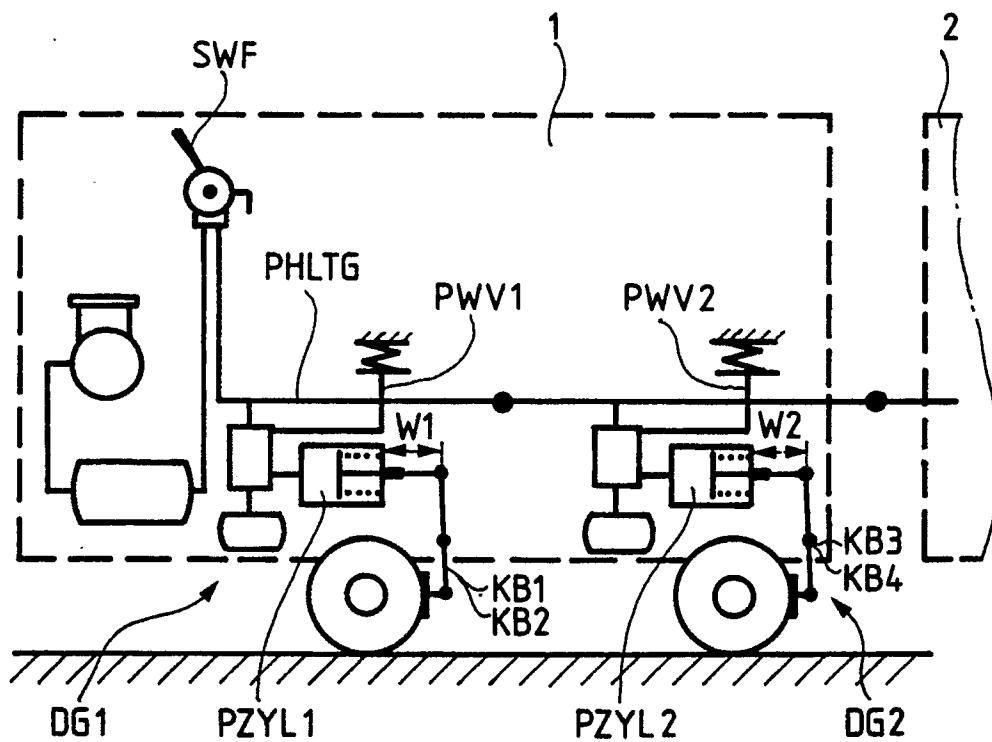 1
2
SWF
PHLTG
PWV1
PWV2
W1
W2
KB3
KB4
KB1
KB2
DG1
PZYL1
PZYL2
DG2